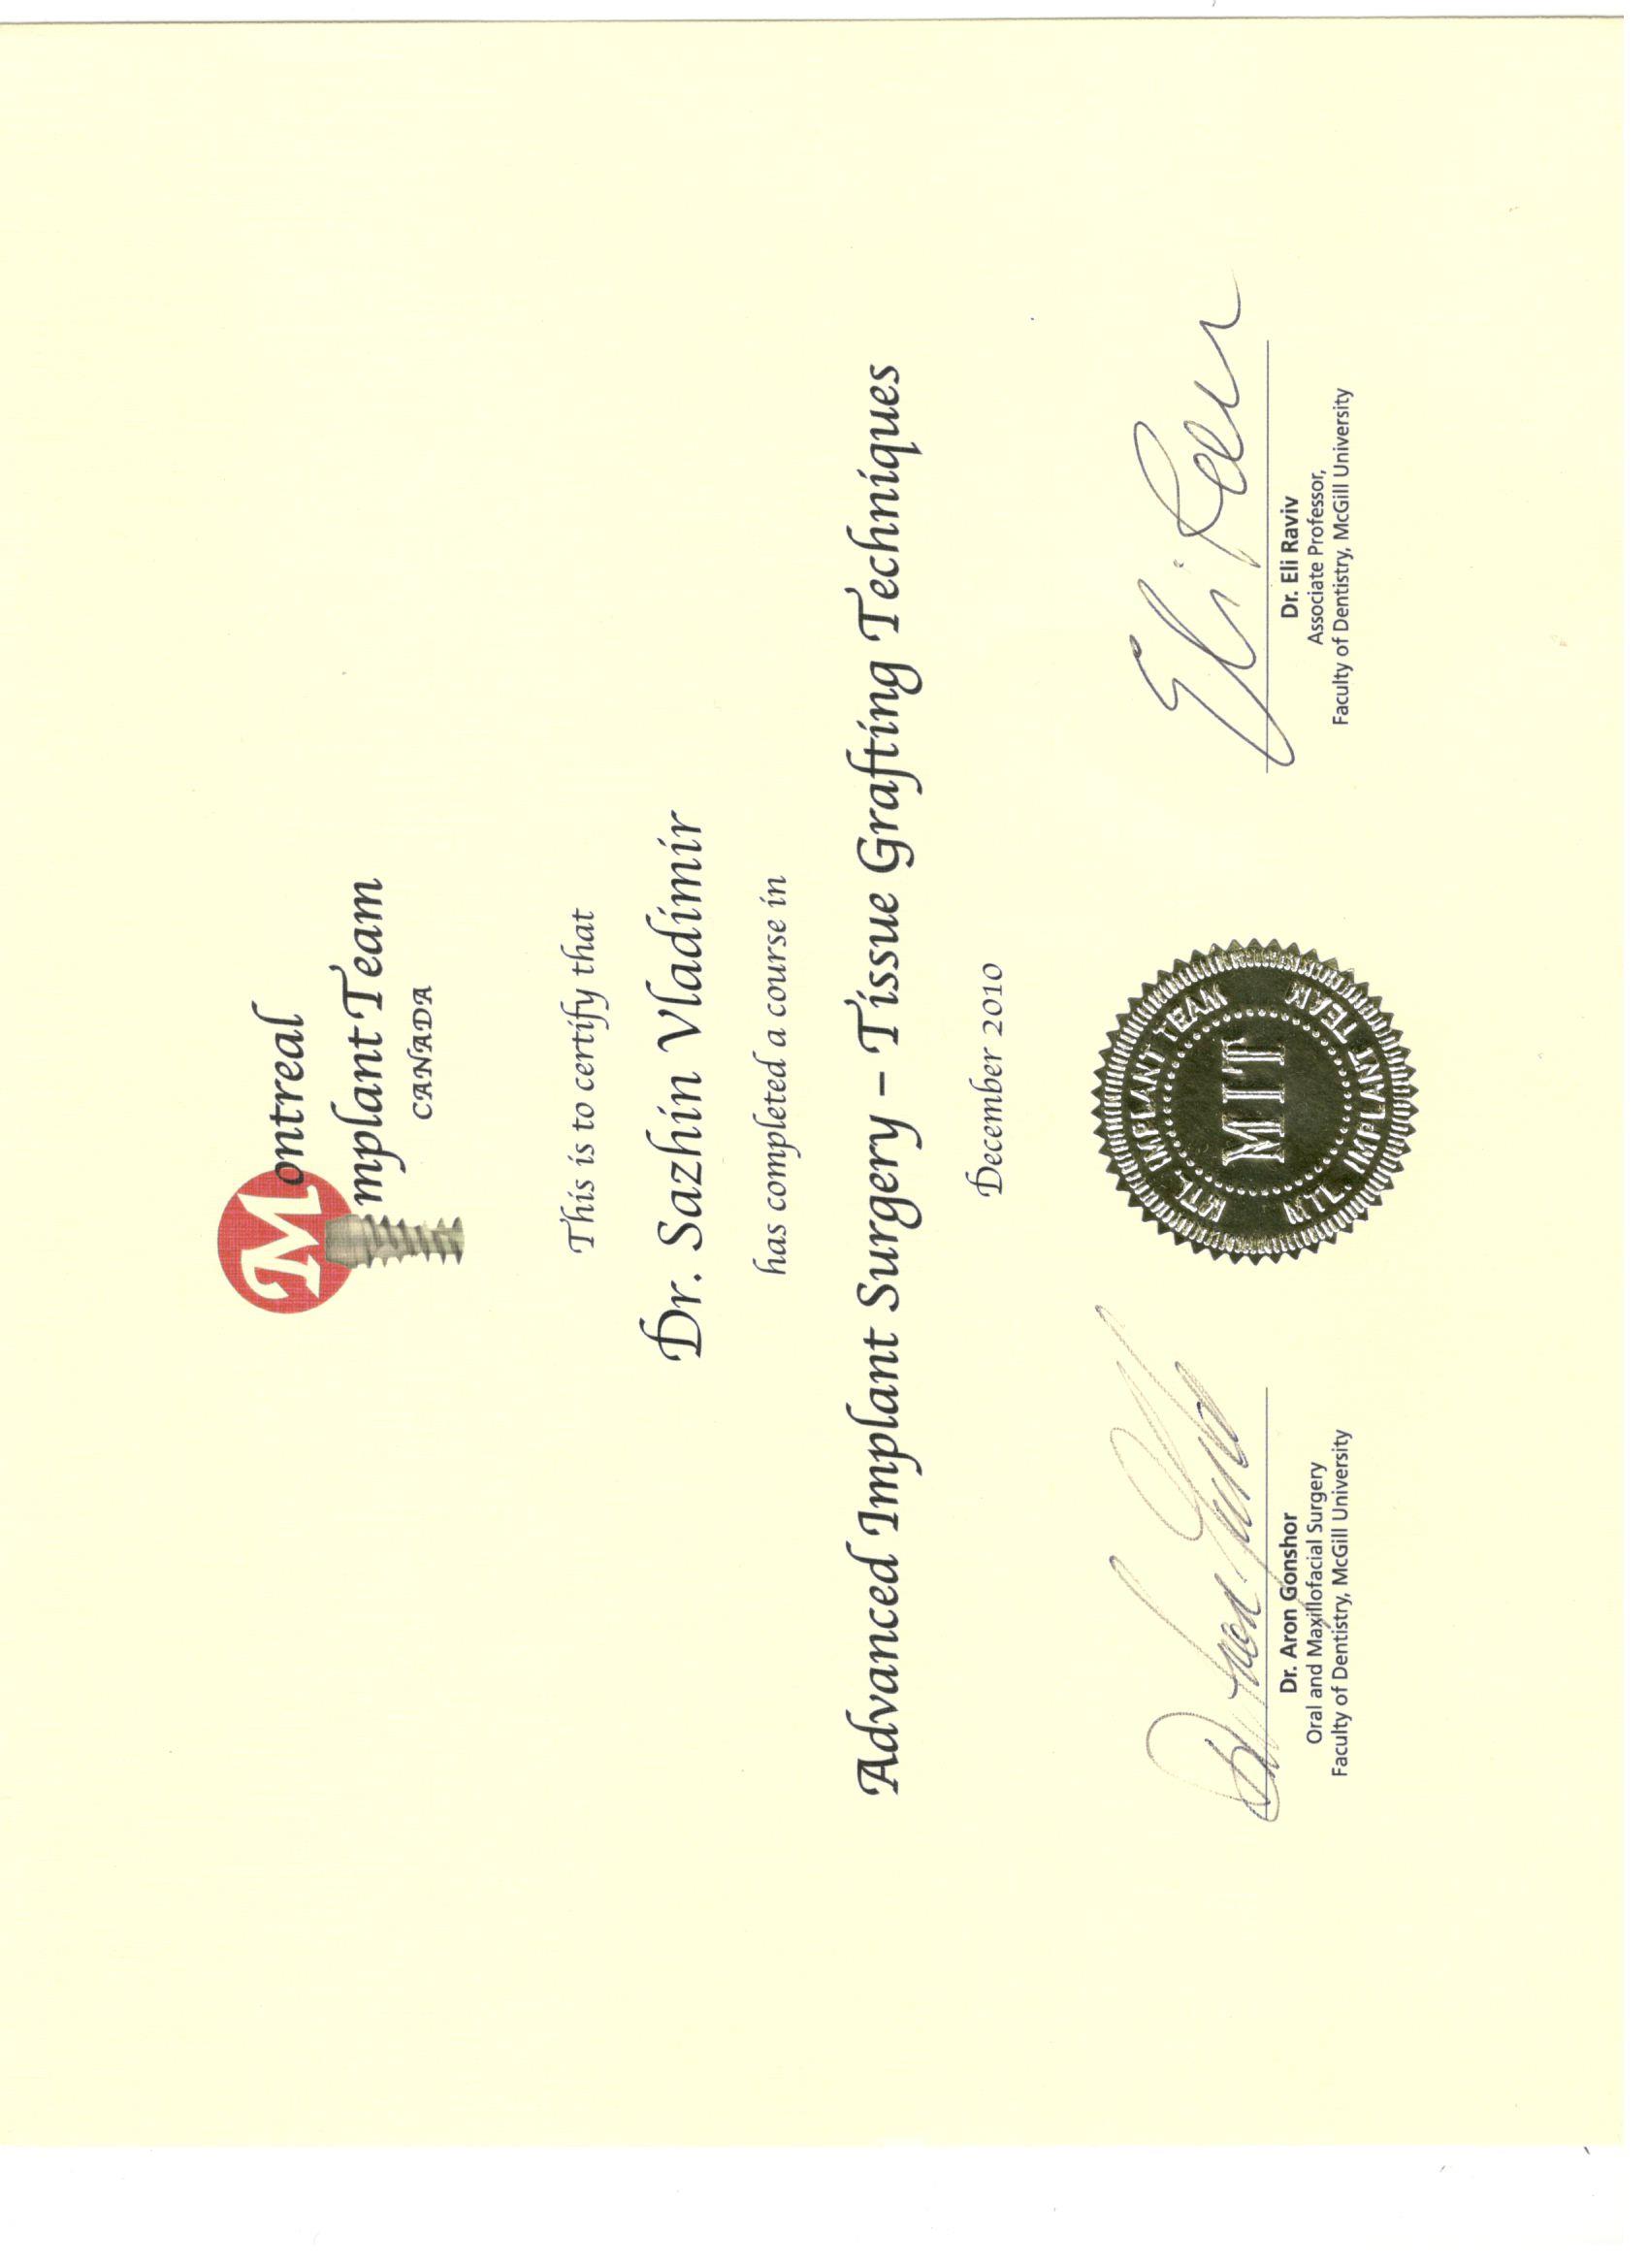 Montreal
Implant Team
CANADA
This is to certify that
Dr. Sazhin Vladimir
has completed a course in
Advanced Implant Surgery – Tissue Grafting Techniques
December 2010
MTL. IMPLANT TEAM
MIT
MTL. IMPLANT TEAM
Dr. Aron Gonshor
Oral and Maxillofacial Surgery
Faculty of Dentistry, McGill University
Eli
Dr. Eli Raviv
Associate Professor,
Faculty of Dentistry, McGill University